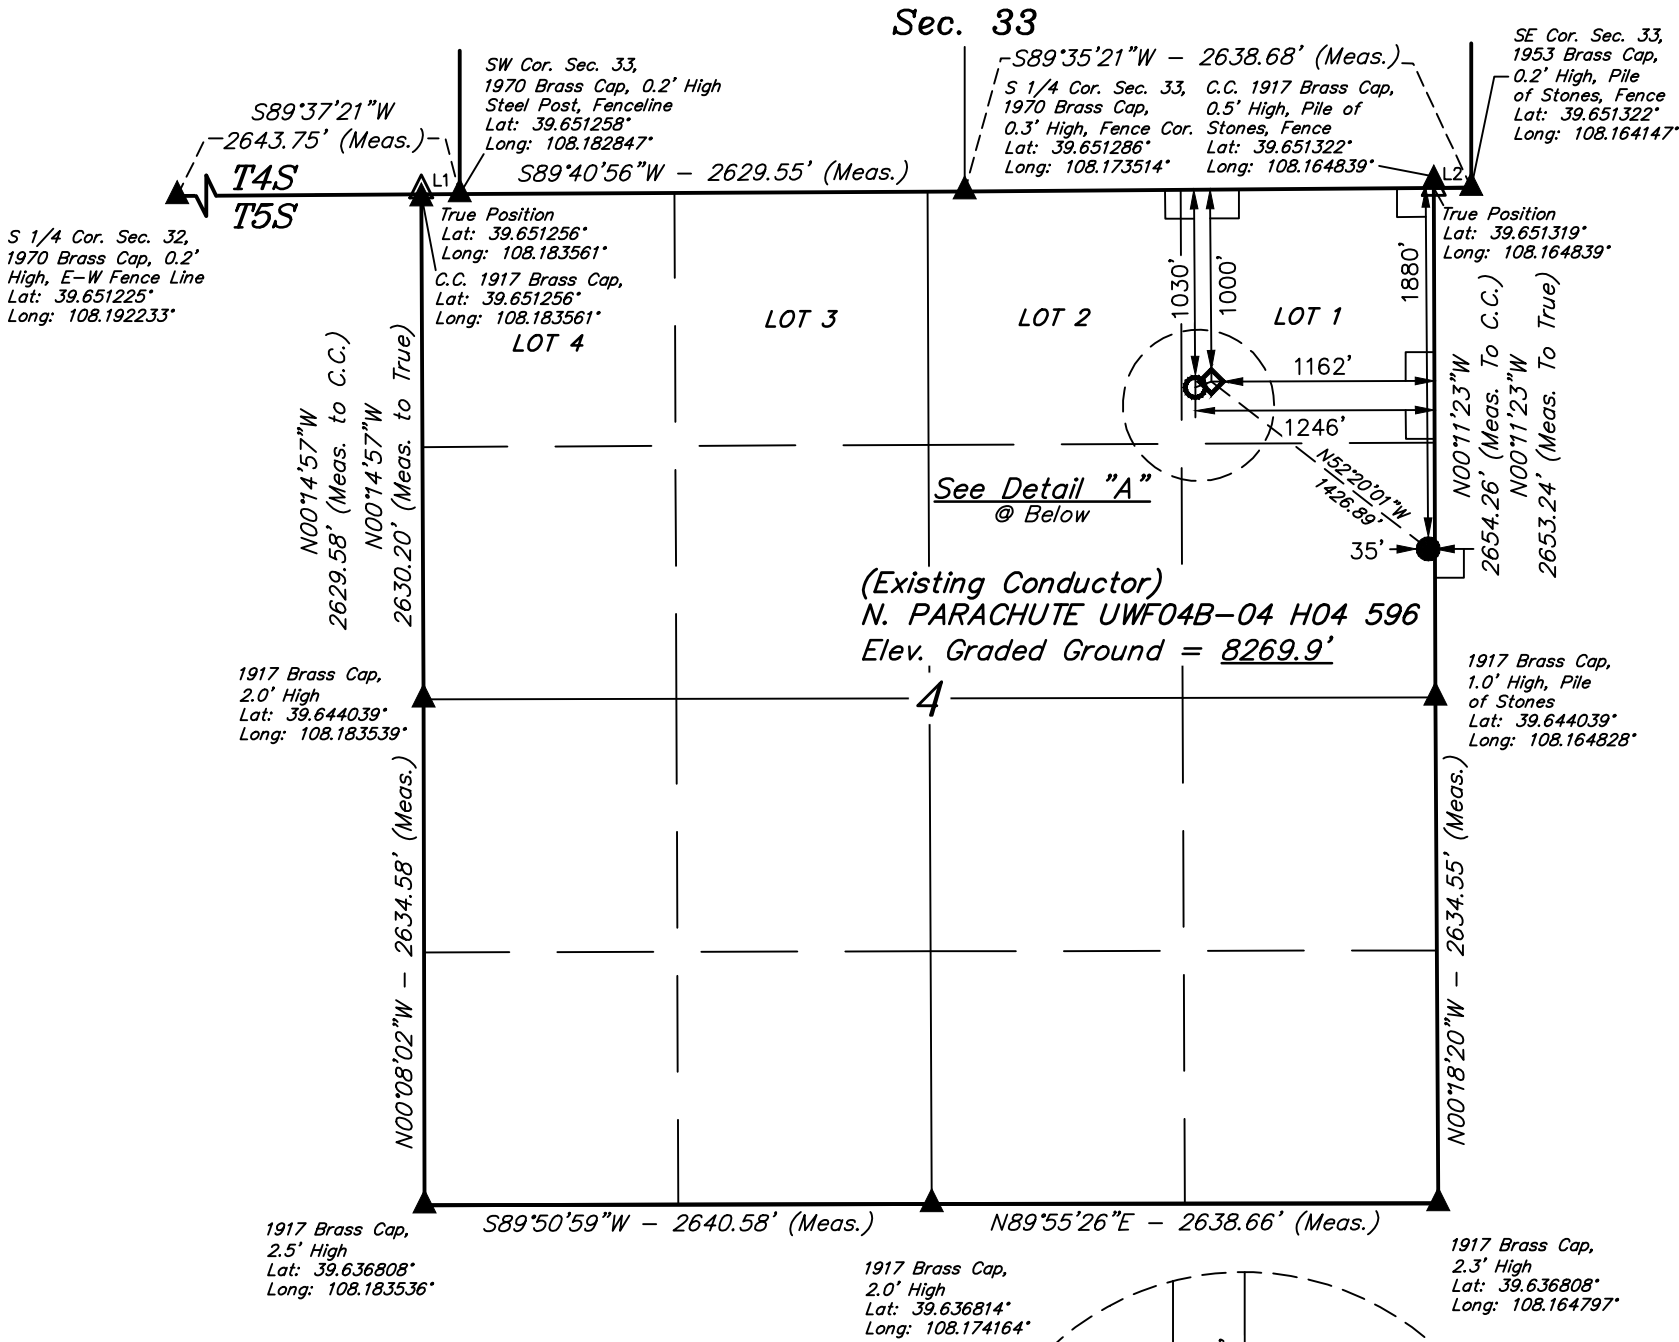 Sec. 33
S89°35'21"W - 2638.68' (Meas.)
SE Cor. Sec. 33,
1953 Brass Cap,
0.2' High, Pile
of Stones, Fence
Lat: 39.651322°
Long: 108.164147°
SW Cor. Sec. 33,
1970 Brass Cap, 0.2' High
Steel Post, Fenceline
Lat: 39.651258°
Long: 108.182847°
S 1/4 Cor. Sec. 33,
1970 Brass Cap,
0.3' High, Fence Cor.
Lat: 39.651286°
Long: 108.173514°
C.C. 1917 Brass Cap,
0.5' High, Pile of
Stones, Fence
Lat: 39.651322°
Long: 108.164839°
S89°37'21"W
2643.75' (Meas.)
S89°40'56"W - 2629.55' (Meas.)
T4S
T5S
L1
L2
S 1/4 Cor. Sec. 32,
1970 Brass Cap, 0.2'
High, E-W Fence Line
Lat: 39.651225°
Long: 108.192233°
True Position
Lat: 39.651256°
Long: 108.183561°
C.C. 1917 Brass Cap,
Lat: 39.651256°
Long: 108.183561°
True Position
Lat: 39.651319°
Long: 108.164839°
LOT 4
LOT 3
LOT 2
LOT 1
1030'
1000'
1880'
1162'
1246'
N52°20'01"W
1426.89'
35'
N00°14'57"W
2629.58' (Meas. to C.C.)
N00°14'57"W
2630.20' (Meas. to True)
N00°11'23"W
2654.26' (Meas. To C.C.)
N00°11'23"W
2653.24' (Meas. To True)
See Detail "A"
@ Below
(Existing Conductor)
N. PARACHUTE UWF04B-04 H04 596
Elev. Graded Ground = 8269.9'
4
1917 Brass Cap,
2.0' High
Lat: 39.644039°
Long: 108.183539°
1917 Brass Cap,
1.0' High, Pile
of Stones
Lat: 39.644039°
Long: 108.164828°
N00°08'02"W - 2634.58' (Meas.)
N00°18'20"W - 2634.55' (Meas.)
S89°50'59"W - 2640.58' (Meas.)
N89°55'26"E - 2638.66' (Meas.)
1917 Brass Cap,
2.5' High
Lat: 39.636808°
Long: 108.183536°
1917 Brass Cap,
2.0' High
Lat: 39.636814°
Long: 108.174164°
1917 Brass Cap,
2.3' High
Lat: 39.636808°
Long: 108.164797°